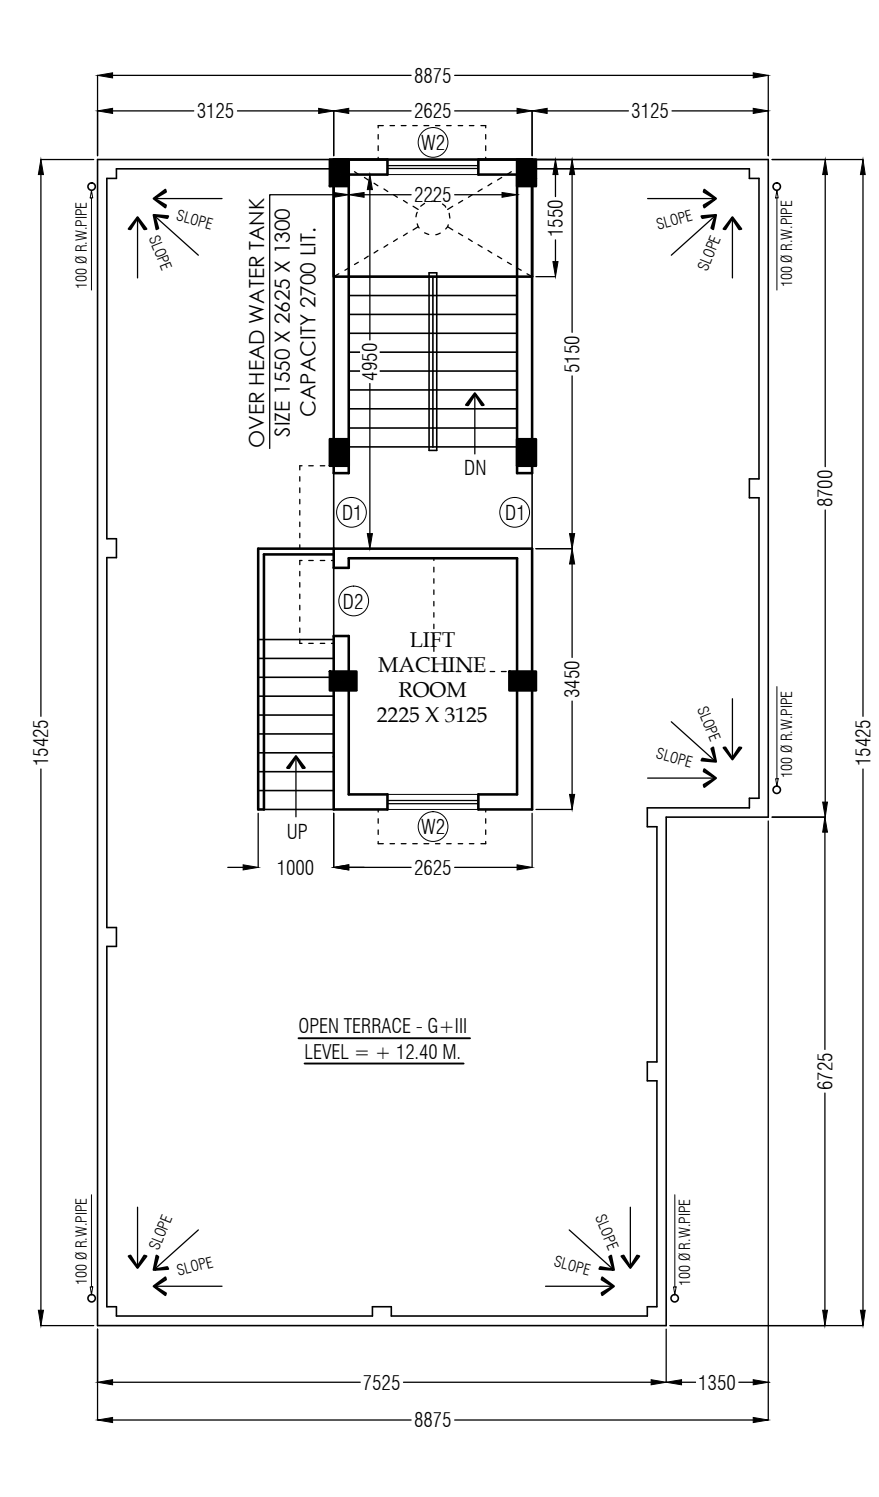 8875
3125
2625
3125
W2
2225
100 Ø R.W.PIPE
SLOPE
SLOPE
OVER HEAD WATER TANK
SIZE 1550 X 2625 X 1300
CAPACITY 2700 LIT.
1550
SLOPE
SLOPE
100 Ø R.W.PIPE
4950
5150
DN
8700
D1
D1
D2
LIFT
MACHINE
ROOM
2225 X 3125
3450
15425
SLOPE
SLOPE
100 Ø R.W.PIPE
15425
UP
W2
1000
2625
OPEN TERRACE - G+III
LEVEL = + 12.40 M.
6725
100 Ø R.W.PIPE
SLOPE
SLOPE
SLOPE
SLOPE
100 Ø R.W.PIPE
7525
1350
8875